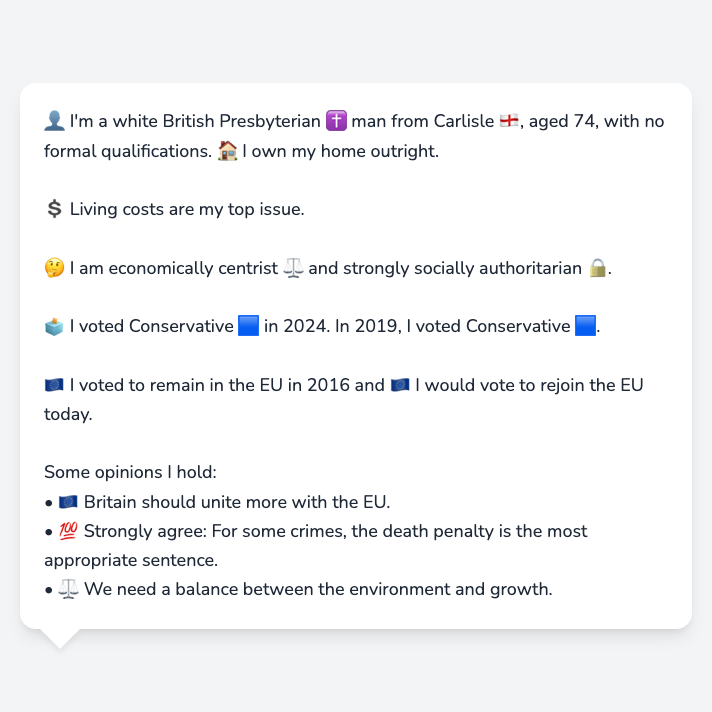 👤 I'm a white British Presbyterian ✝️ man from Carlisle 🏴󠁧󠁢󠁥󠁮󠁧󠁿, aged 74, with no
formal qualifications. 🏠 I own my home outright.
💲 Living costs are my top issue.
🤔 I am economically centrist ⚖️ and strongly socially authoritarian 🔒.
🗳️ I voted Conservative 🟦 in 2024. In 2019, I voted Conservative 🟦.
🇪🇺 I voted to remain in the EU in 2016 and 🇪🇺 I would vote to rejoin the EU
today.
Some opinions I hold:
• 🇪🇺 Britain should unite more with the EU.
• 💯 Strongly agree: For some crimes, the death penalty is the most
appropriate sentence.
• ⚖️ We need a balance between the environment and growth.